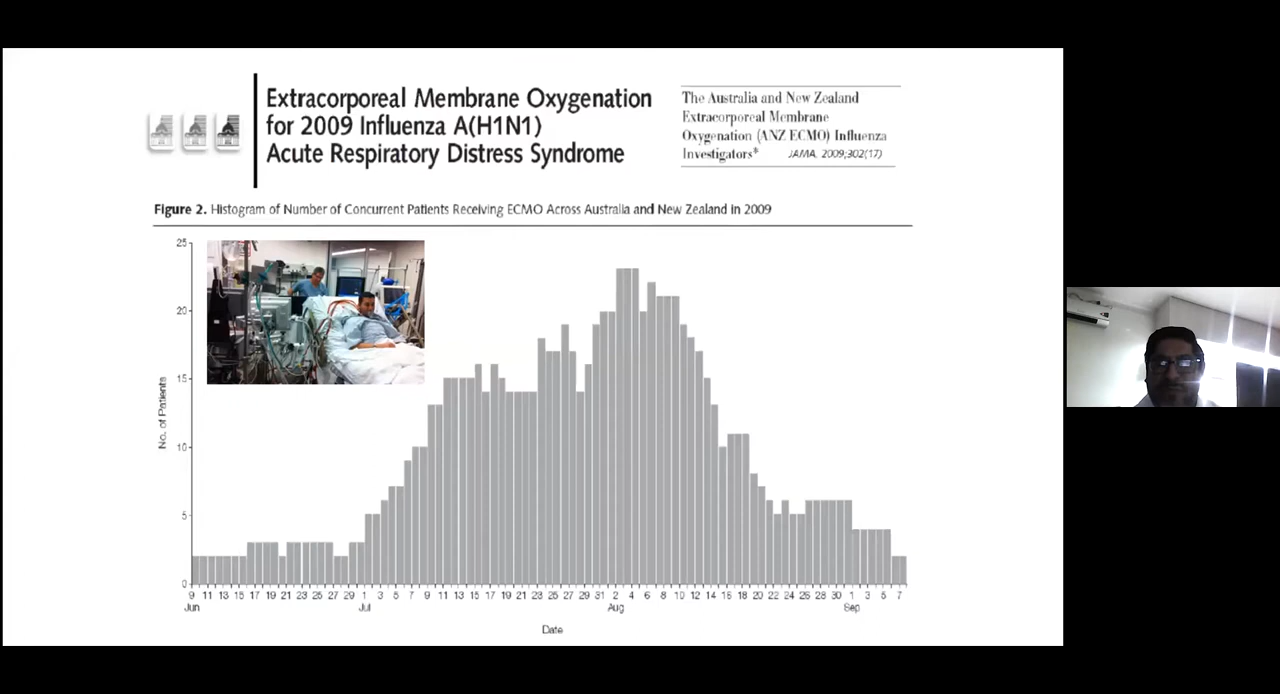 Extracorporeal Membrane Oxygenation
for 2009 Influenza A(H1N1)
Acute Respiratory Distress Syndrome
The Australia and New Zealand
Extracorporeal Membrane
Oxygenation (ANZ ECMO) Influenza
Investigators* JAMA. 2009;302(17)
Figure 2. Histogram of Number of Concurrent Patients Receiving ECMO Across Australia and New Zealand in 2009
No. of Patients
25
20
15
10
5
0
9 11 13 15 17 19 21 23 25 27 29 1 3 5 7 9 11 13 15 17 19 21 23 25 27 29 31 2 4 6 8 10 12 14 16 18 20 22 24 26 28 30 1 3 5 7
Jun Jul Aug Sep
Date